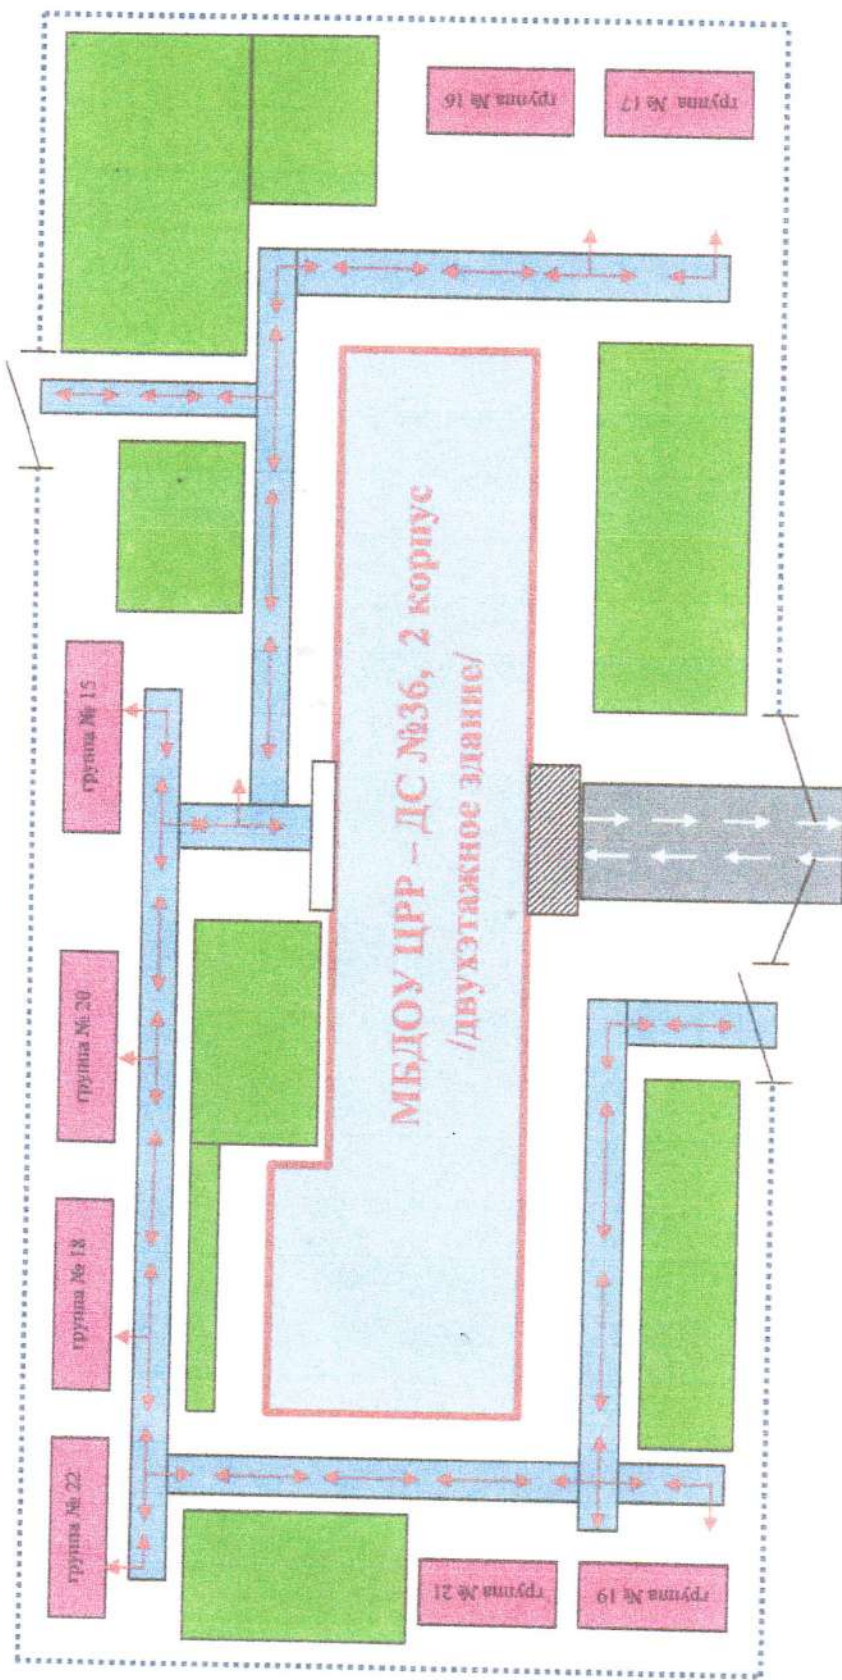 группа № 16
группа № 17
МБДОУ ЦРР – ДС №36, 2 корпус
/двухэтажное здание/
группа № 15
группа № 20
группа № 18
группа № 22
группа № 21
группа № 19